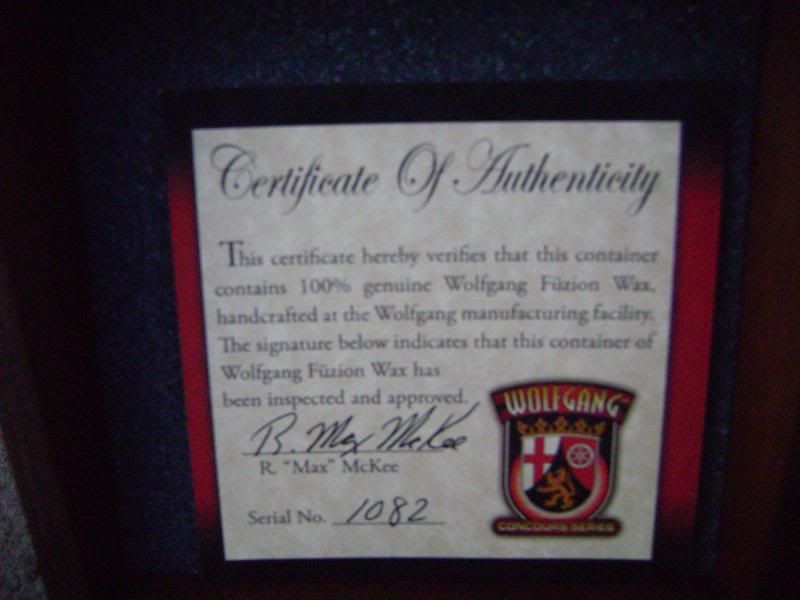 Certificate Of Authenticity
This certificate hereby verifies that this container
contains 100% genuine Wolfgang Füzion Wax,
handcrafted at the Wolfgang manufacturing facility.
The signature below indicates that this container of
Wolfgang Füzion Wax has
been inspected and approved.
R. Max McKee
R. "Max" McKee
Serial No. 1082
WOLFGANG
CONCOURS SERIES